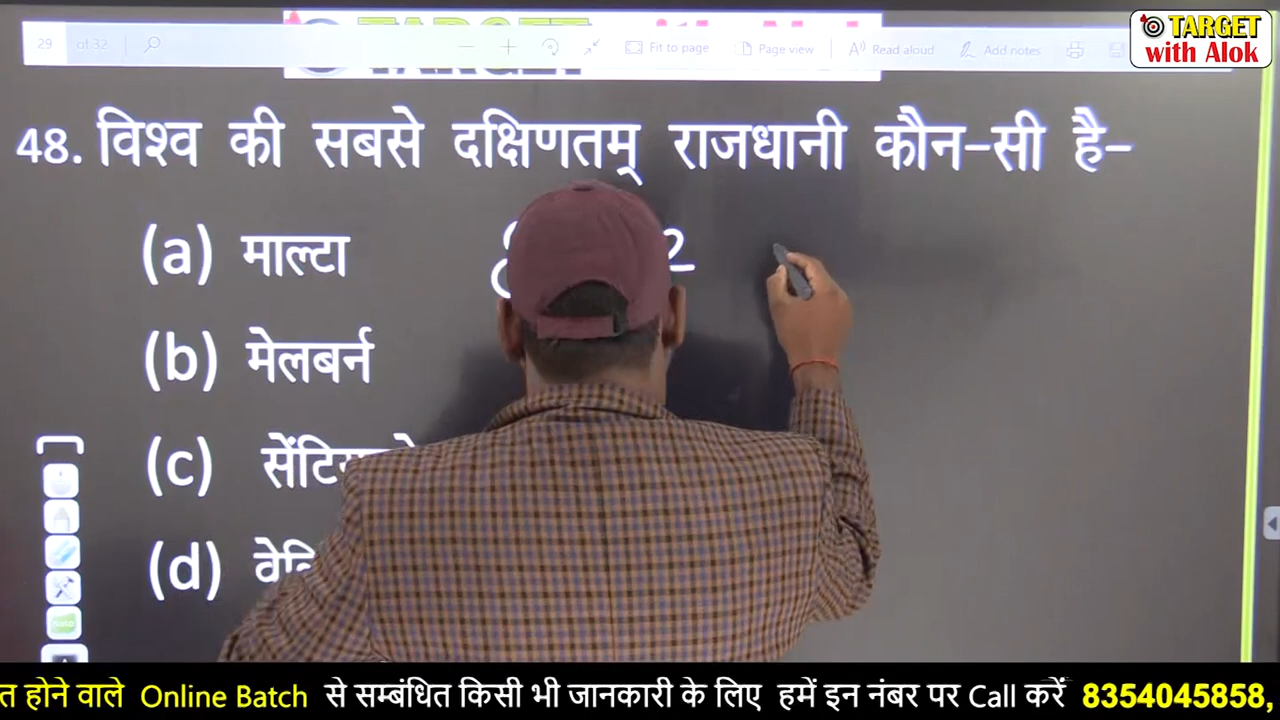 29 of 32 Fit to page Page view Read aloud Add notes
TARGET
with Alok
48. विश्व की सबसे दक्षिणतम् राजधानी कौन-सी है-
(a) माल्टा
2
(b) मेलबर्न
(c)
(d)
त होने वाले Online Batch से सम्बंधित किसी भी जानकारी के लिए हमें इन नंबर पर Call करें 8354045858,